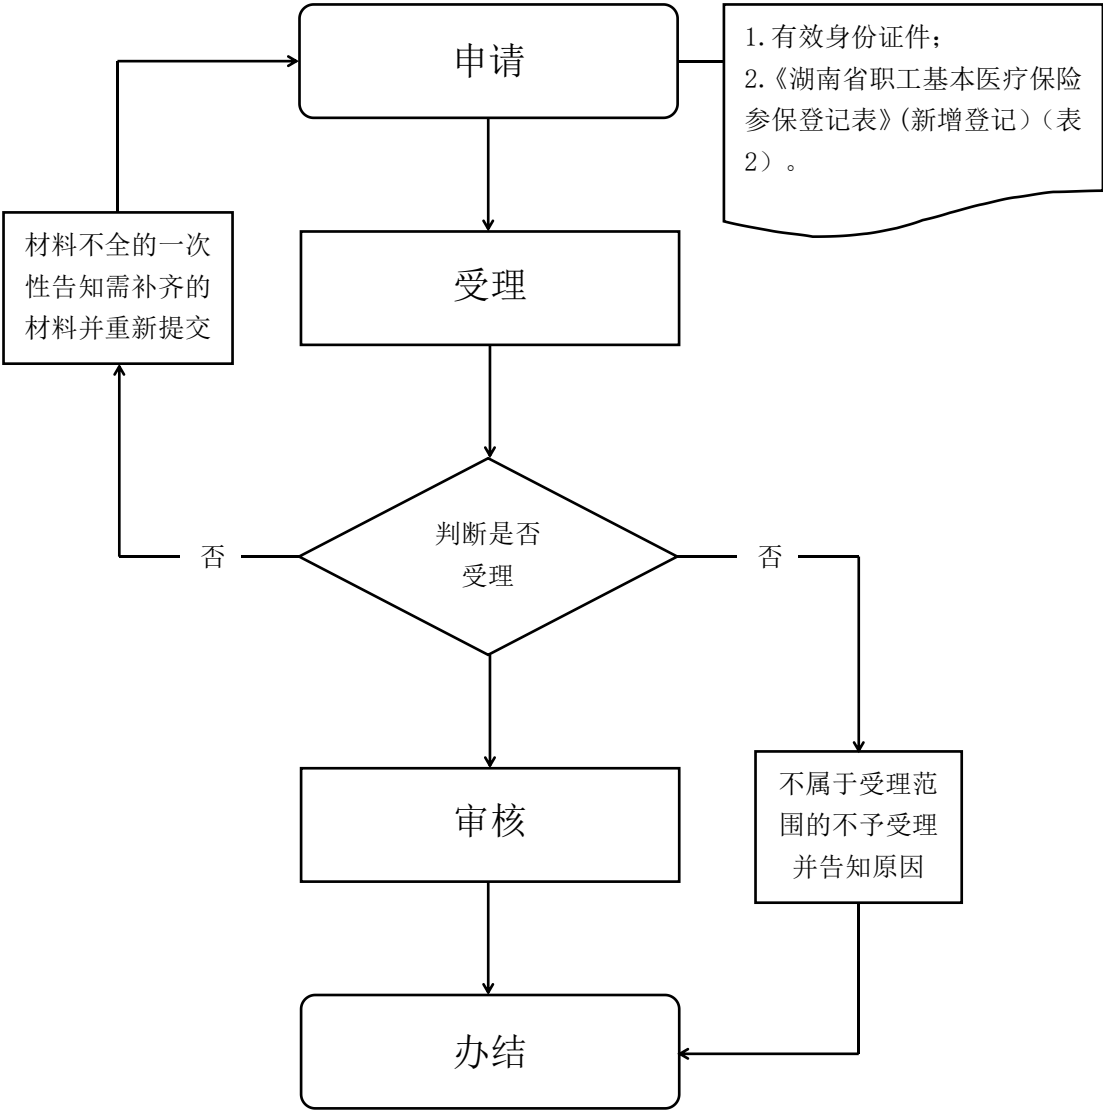 申请
1.有效身份证件；
2.《湖南省职工基本医疗保险
参保登记表》(新增登记）（表
2）。
材料不全的一次
性告知需补齐的
材料并重新提交
受理
判断是否
受理
否
否
审核
不属于受理范
围的不予受理
并告知原因
办结